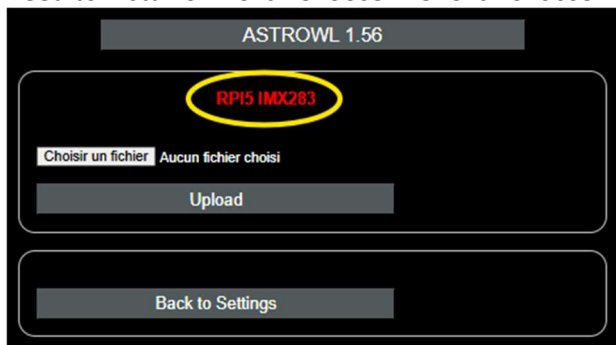 ASTROWL 1.56
RPI5 IMX283
Choisir un fichier Aucun fichier choisi
Upload
Back to Settings